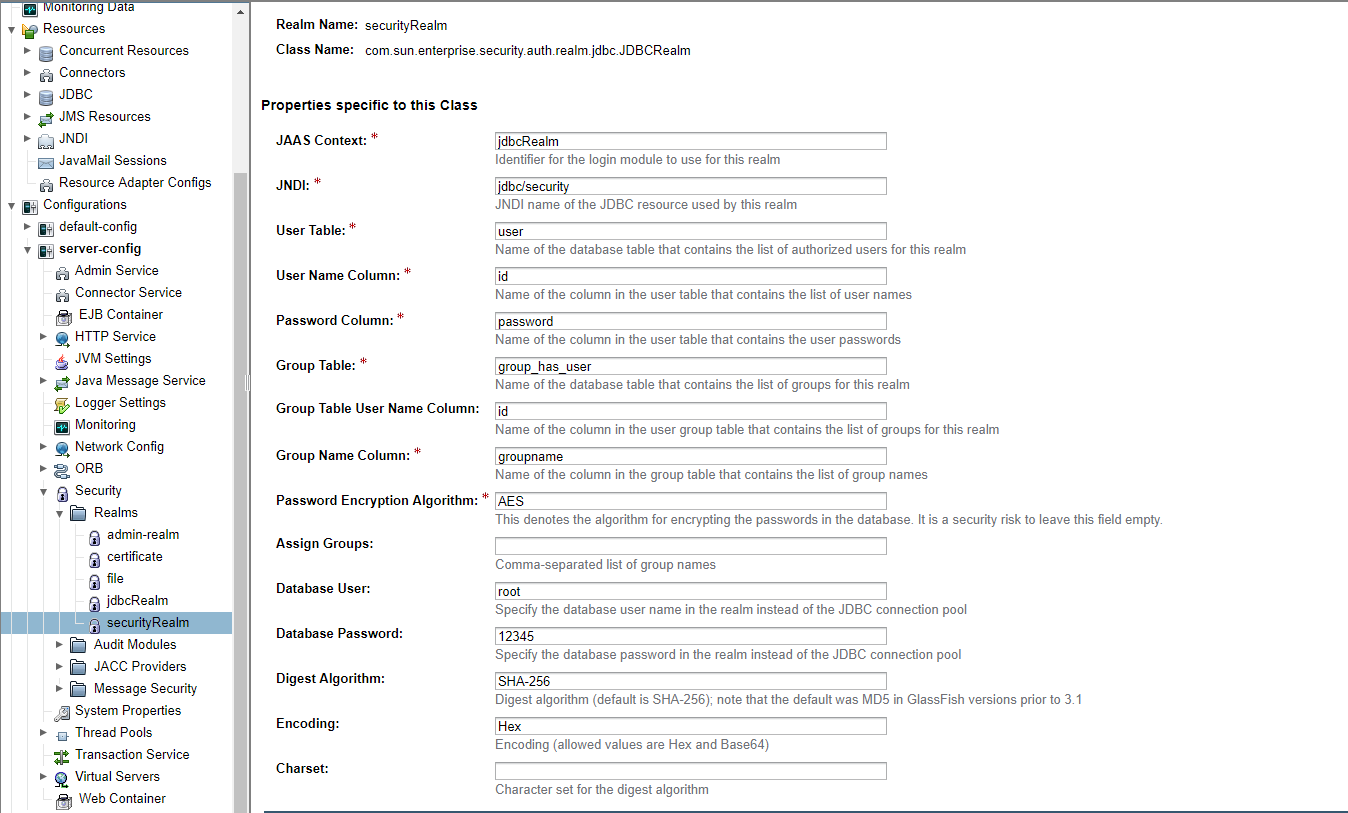 Monitoring Data
Resources
Concurrent Resources
Connectors
JDBC
JMS Resources
JNDI
JavaMail Sessions
Resource Adapter Configs
Configurations
default-config
server-config
Admin Service
Connector Service
EJB Container
HTTP Service
JVM Settings
Java Message Service
Logger Settings
Monitoring
Network Config
ORB
Security
Realms
admin-realm
certificate
file
jdbcRealm
securityRealm
Audit Modules
JACC Providers
Message Security
System Properties
Thread Pools
Transaction Service
Virtual Servers
Web Container
Realm Name: securityRealm
Class Name: com.sun.enterprise.security.auth.realm.jdbc.JDBCRealm
Properties specific to this Class
JAAS Context: * jdbcRealm
Identifier for the login module to use for this realm
JNDI: * jdbc/security
JNDI name of the JDBC resource used by this realm
User Table: * user
Name of the database table that contains the list of authorized users for this realm
User Name Column: * id
Name of the column in the user table that contains the list of user names
Password Column: * password
Name of the column in the user table that contains the user passwords
Group Table: * group_has_user
Name of the database table that contains the list of groups for this realm
Group Table User Name Column: id
Name of the column in the user group table that contains the list of groups for this realm
Group Name Column: * groupname
Name of the column in the group table that contains the list of group names
Password Encryption Algorithm: * AES
This denotes the algorithm for encrypting the passwords in the database. It is a security risk to leave this field empty.
Assign Groups:
Comma-separated list of group names
Database User: root
Specify the database user name in the realm instead of the JDBC connection pool
Database Password: 12345
Specify the database password in the realm instead of the JDBC connection pool
Digest Algorithm: SHA-256
Digest algorithm (default is SHA-256); note that the default was MD5 in GlassFish versions prior to 3.1
Encoding: Hex
Encoding (allowed values are Hex and Base64)
Charset:
Character set for the digest algorithm